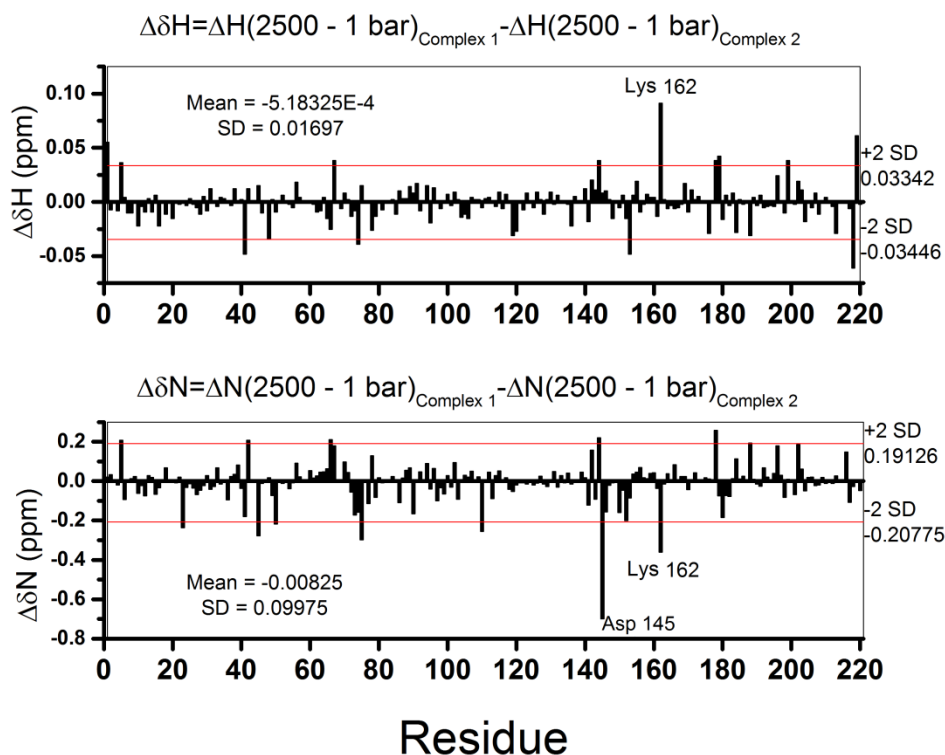 ΔδH=ΔH(2500 - 1 bar)Complex 1-ΔH(2500 - 1 bar)Complex 2
ΔδH (ppm)
0.10
0.05
0.00
-0.05
Mean = -5.18325E-4
SD = 0.01697
Lys 162
+2 SD
0.03342
-2 SD
-0.03446
0 20 40 60 80 100 120 140 160 180 200 220
ΔδN=ΔN(2500 - 1 bar)Complex 1-ΔN(2500 - 1 bar)Complex 2
ΔδN (ppm)
0.2
0.0
-0.2
-0.4
-0.6
-0.8
+2 SD
0.19126
-2 SD
-0.20775
Mean = -0.00825
SD = 0.09975
Lys 162
Asp 145
0 20 40 60 80 100 120 140 160 180 200 220
Residue